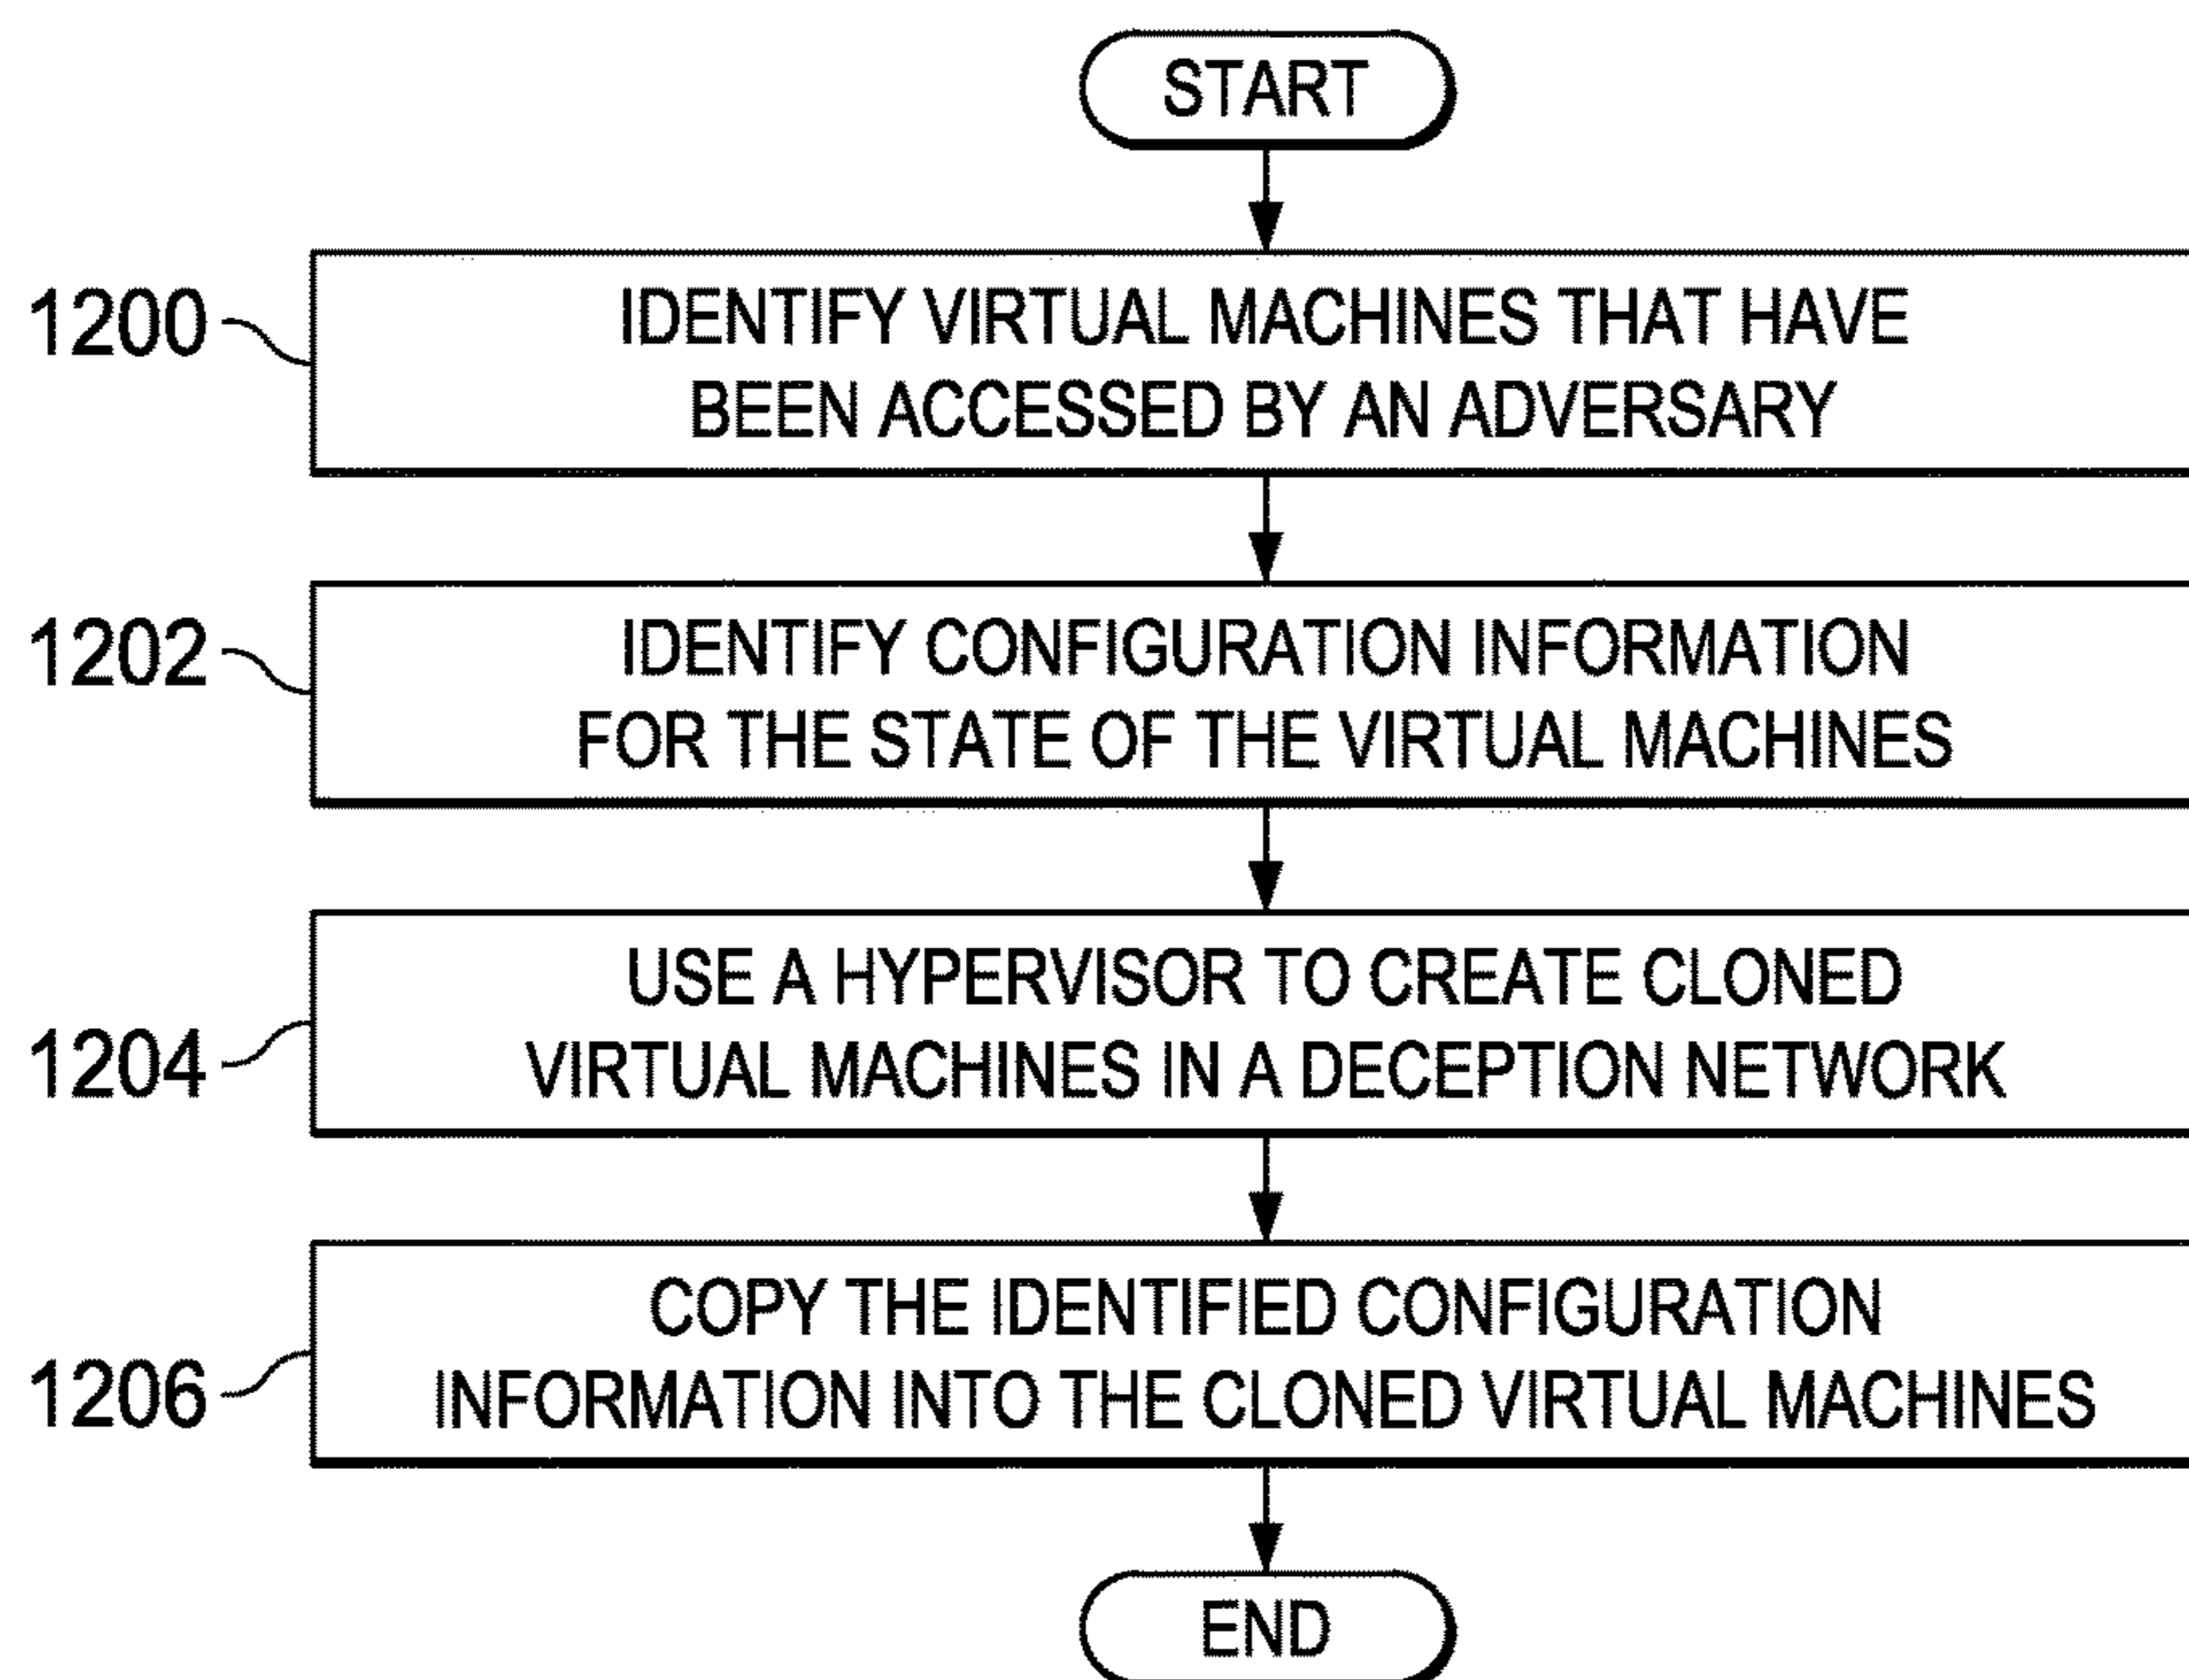 START
1200
IDENTIFY VIRTUAL MACHINES THAT HAVE
BEEN ACCESSED BY AN ADVERSARY
1202
IDENTIFY CONFIGURATION INFORMATION
FOR THE STATE OF THE VIRTUAL MACHINES
1204
USE A HYPERVISOR TO CREATE CLONED
VIRTUAL MACHINES IN A DECEPTION NETWORK
1206
COPY THE IDENTIFIED CONFIGURATION
INFORMATION INTO THE CLONED VIRTUAL MACHINES
END